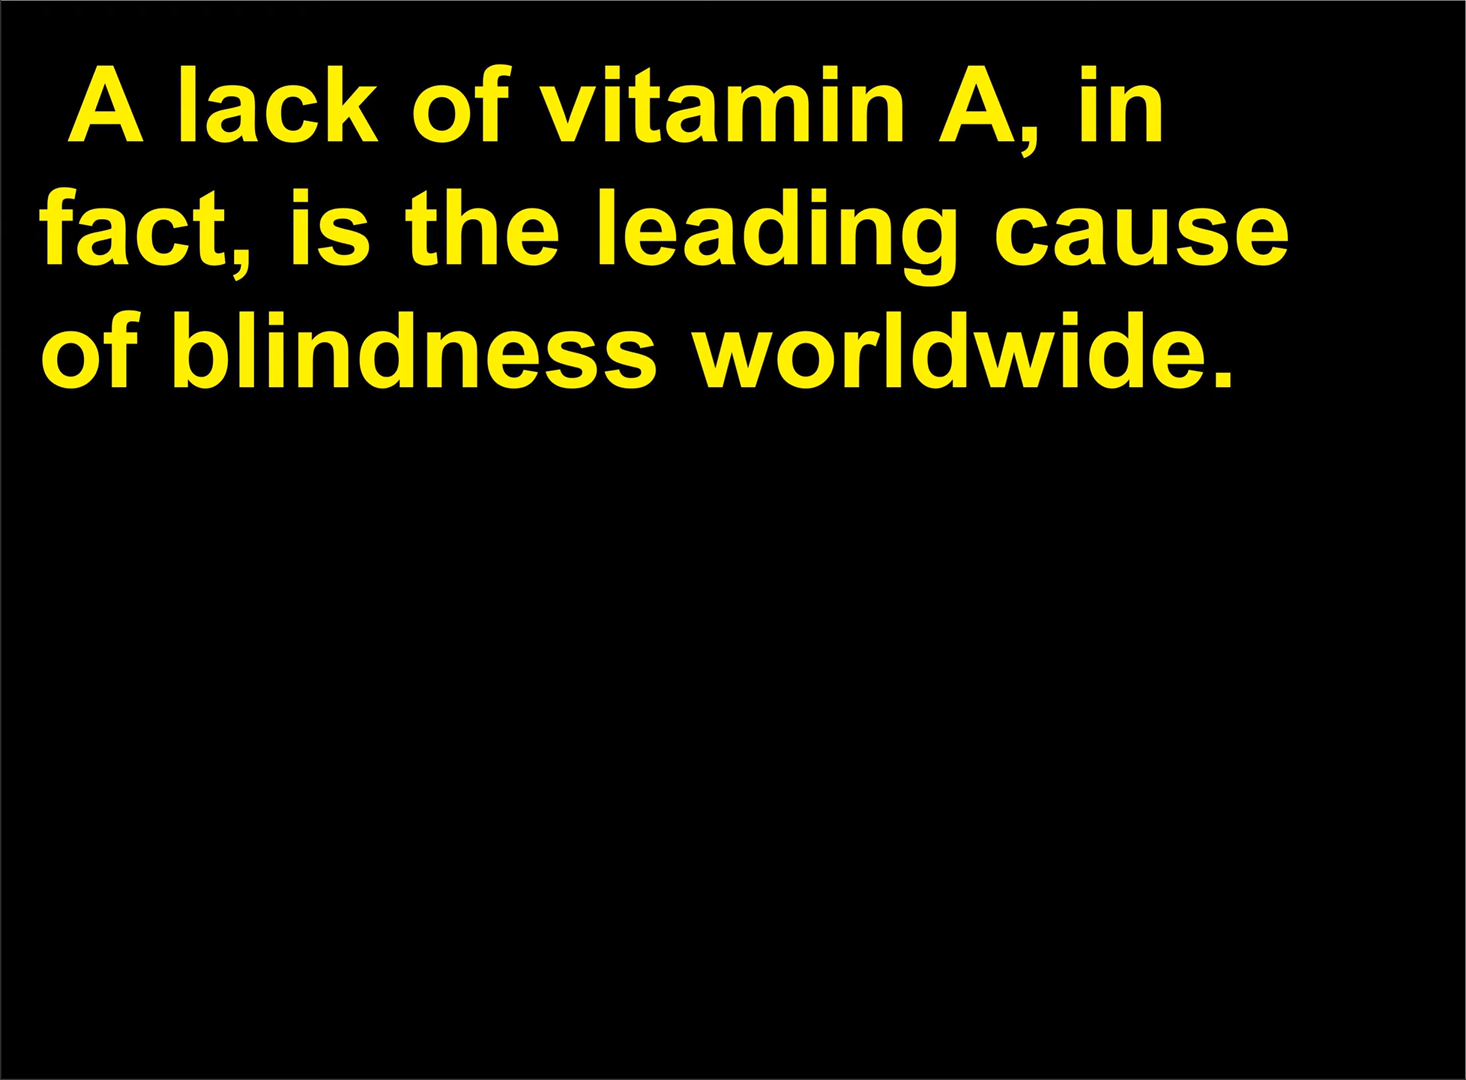 A lack of vitamin A, in
fact, is the leading cause
of blindness worldwide.